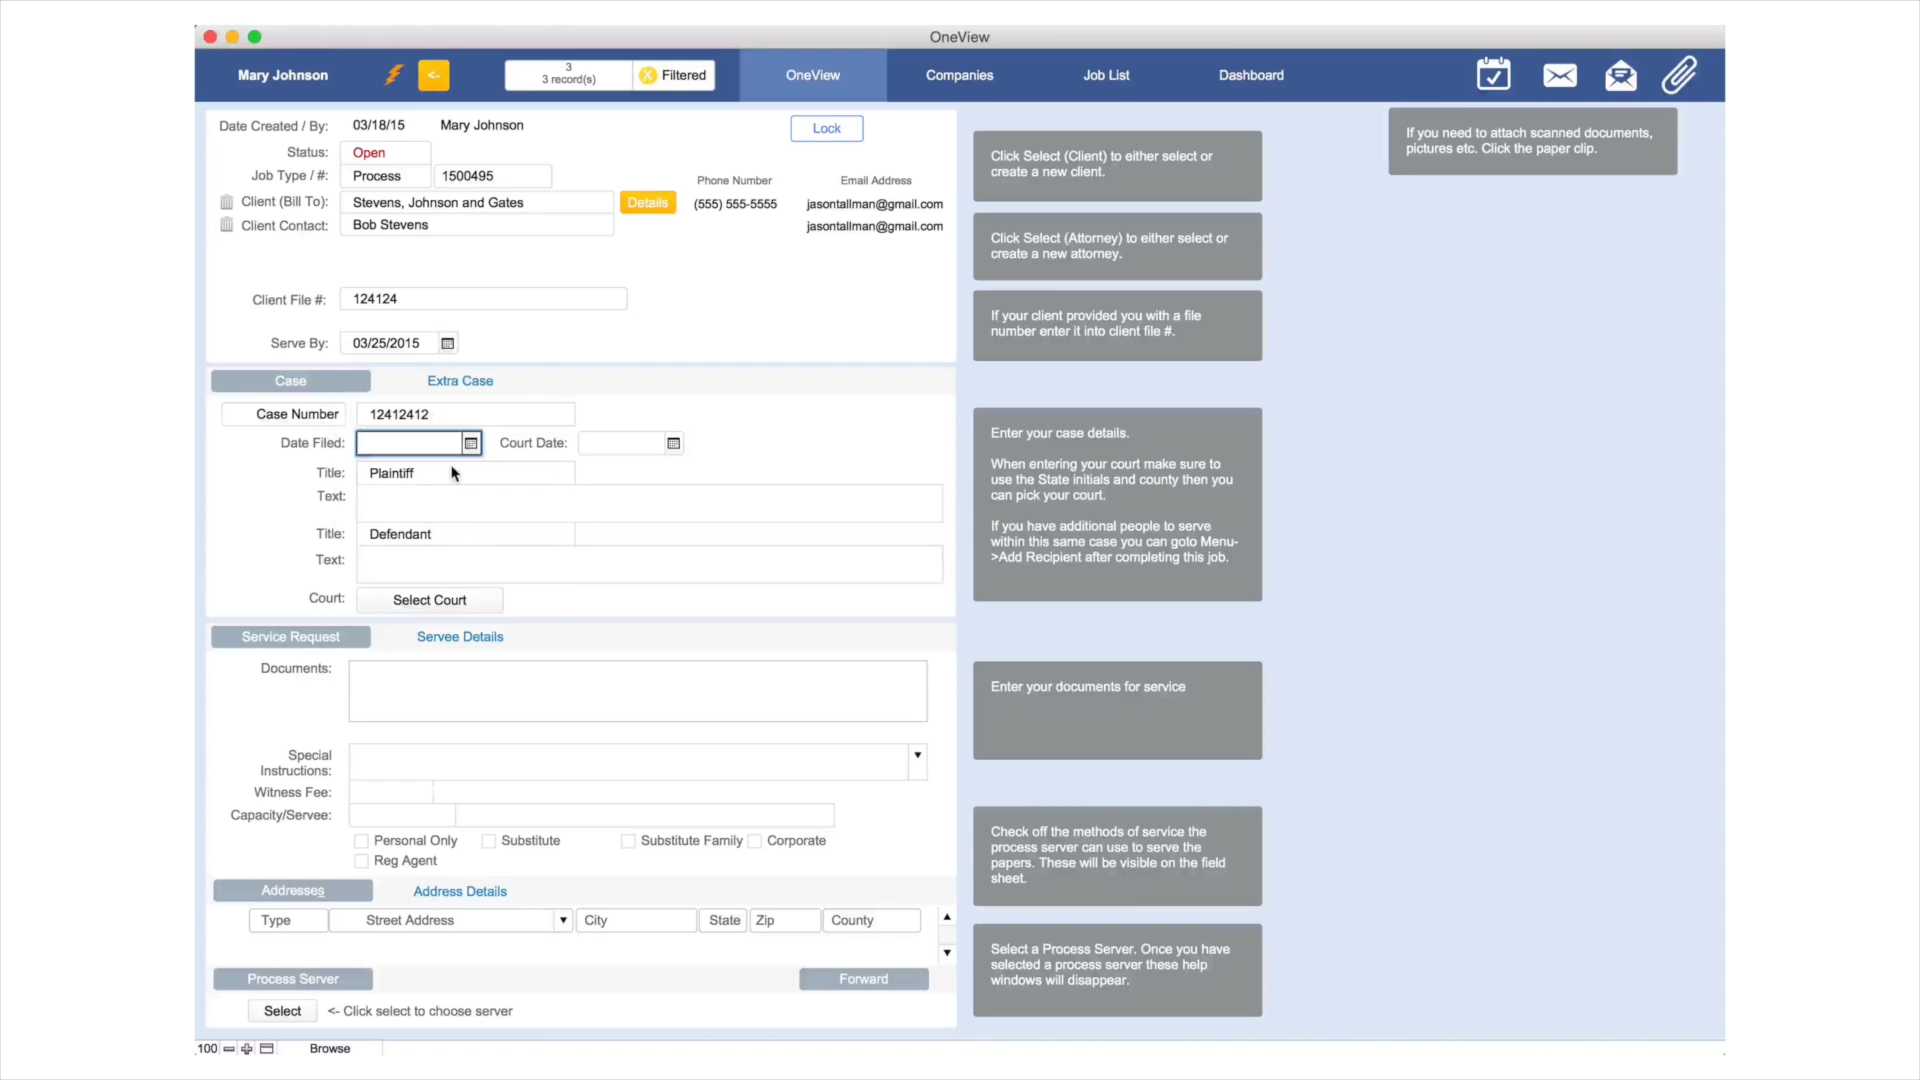 OneView
Mary Johnson
<-
3
3 record(s)
Filtered
OneView
Companies
Job List
Dashboard
Date Created / By: 03/18/15 Mary Johnson
Lock
Status: Open
Job Type / #: Process 1500495
Phone Number Email Address
Client (Bill To): Stevens, Johnson and Gates Details (555) 555-5555 jasontallman@gmail.com
Client Contact: Bob Stevens jasontallman@gmail.com
Client File #: 124124
Serve By: 03/25/2015
Case Extra Case
Case Number 12412412
Date Filed: Court Date:
Title: Plaintiff
Text:
Title: Defendant
Text:
Court: Select Court
Service Request Servee Details
Documents:
Special
Instructions:
Witness Fee:
Capacity/Servee:
Personal Only Substitute Substitute Family Corporate
Reg Agent
Addresses Address Details
Type Street Address City State Zip County
Process Server Forward
Select <- Click select to choose server
100 Browse
Click Select (Client) to either select or
create a new client.
Click Select (Attorney) to either select or
create a new attorney.
If your client provided you with a file
number enter it into client file #.
Enter your case details.
When entering your court make sure to
use the State initials and county then you
can pick your court.
If you have additional people to serve
within this same case you can goto Menu-
>Add Recipient after completing this job.
Enter your documents for service
Check off the methods of service the
process server can use to serve the
papers. These will be visible on the field
sheet.
Select a Process Server. Once you have
selected a process server these help
windows will disappear.
If you need to attach scanned documents,
pictures etc. Click the paper clip.